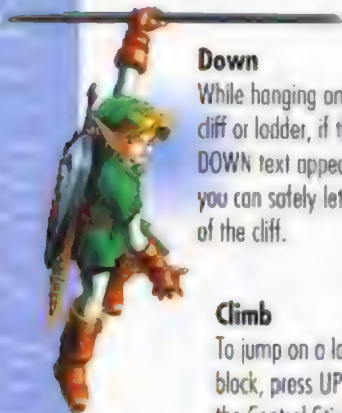 Down
While hanging on
cliff or ladder, if
DOWN text
you can safely let
of the cliff.
Climb
To jump on a
block, press UP
the Control